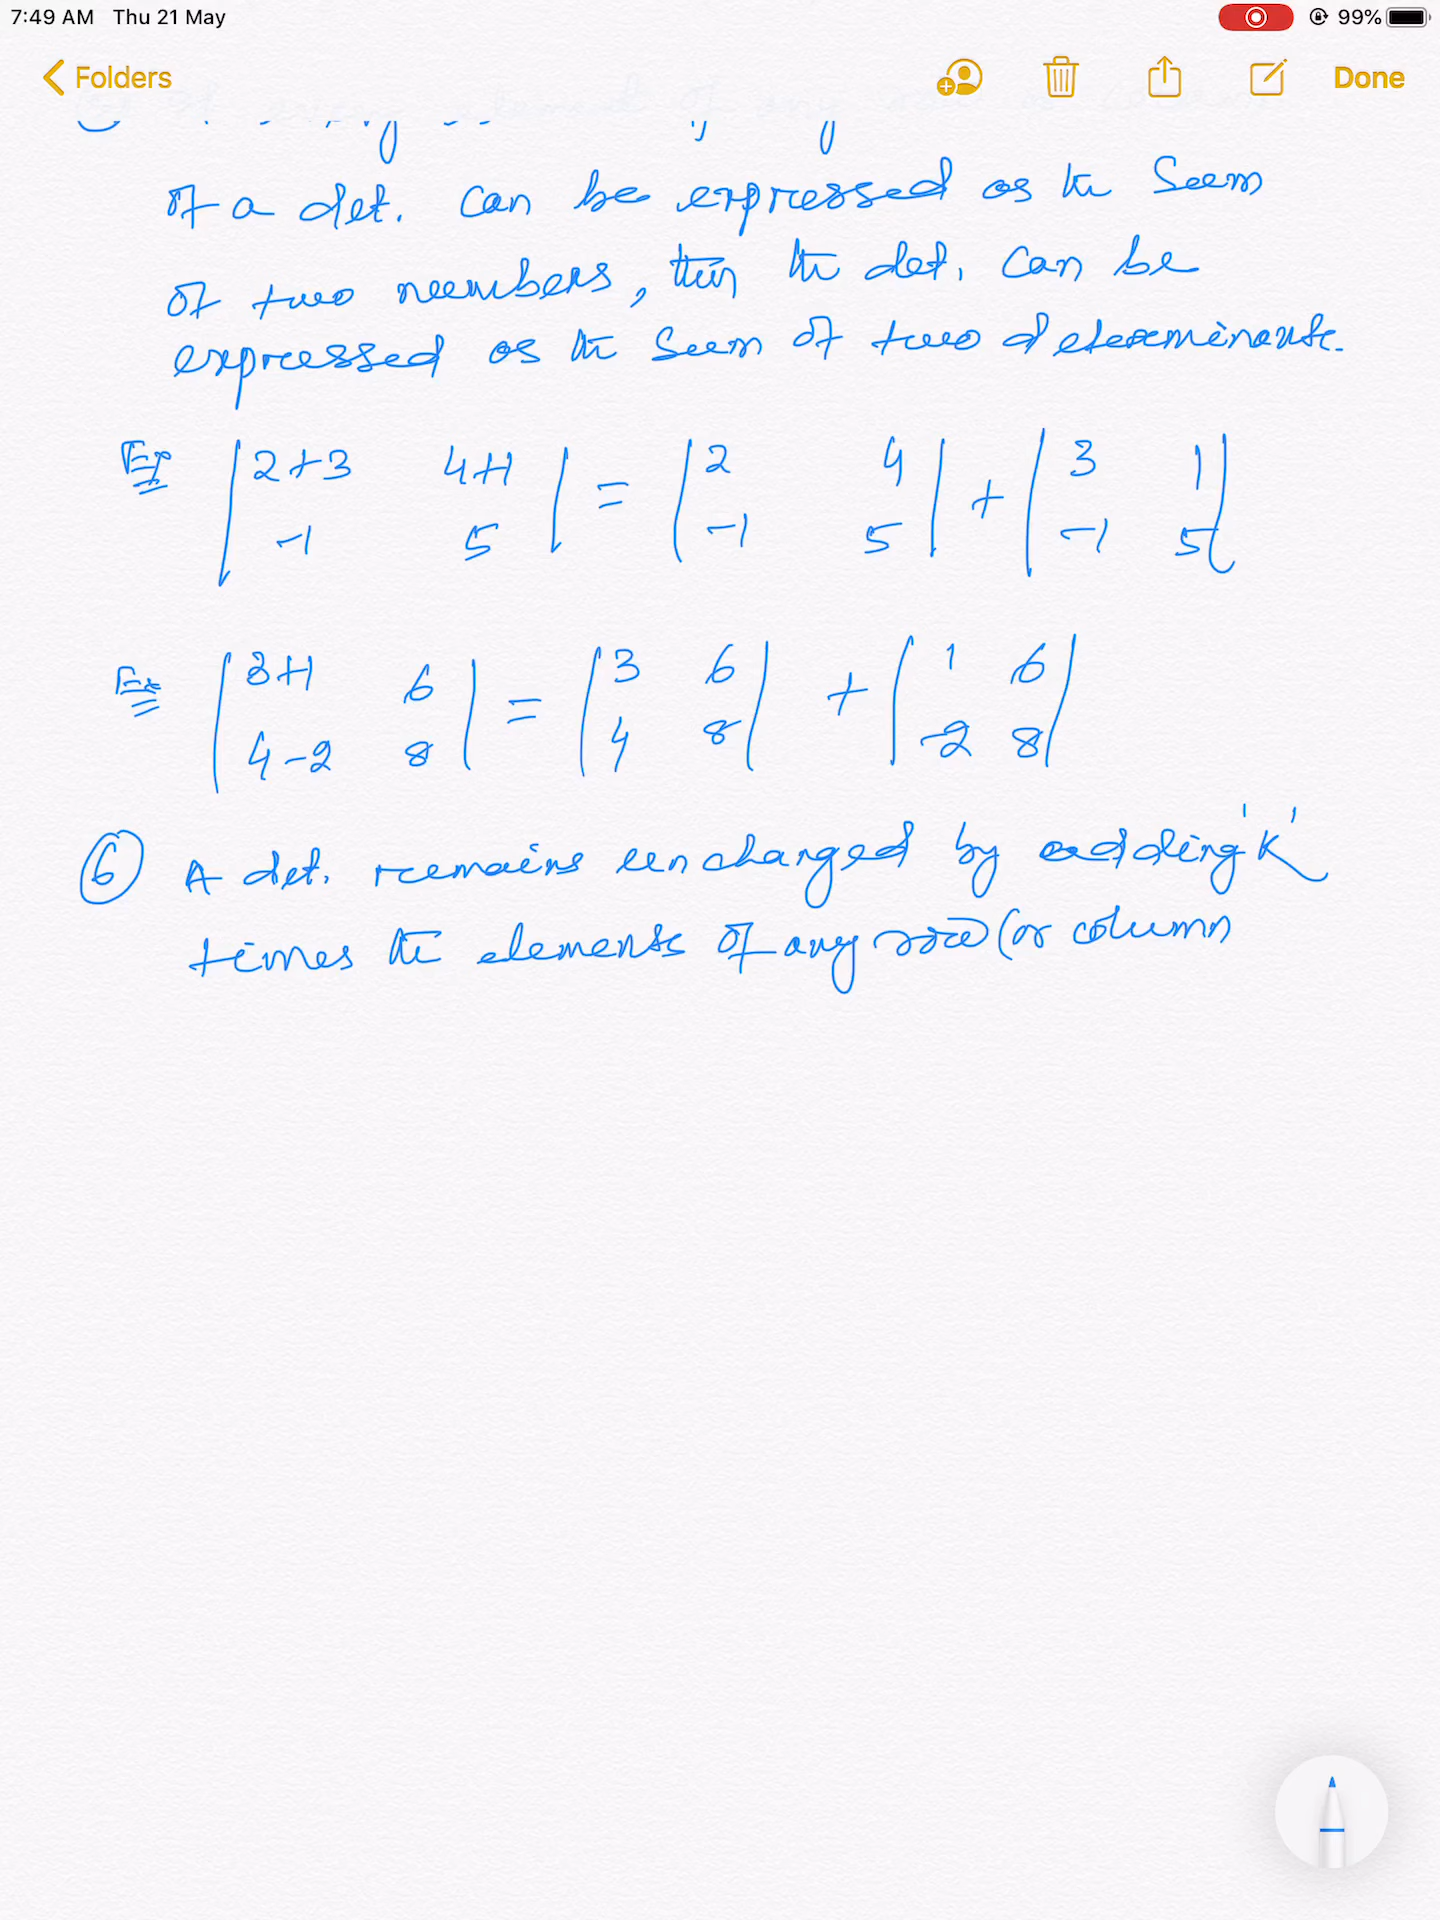 7:49 AM Thu 21 May 99%
Folders Done
of a det. can be expressed as the sum
of two numbers, then the det. can be
expressed as the sum of two determinants.
Ex |2+3 4+1| = |2 4| + |3 1|
|-1 5| |-1 5| |-1 5|
Ex |3+1 6| = |3 6| + |1 6|
|4-2 8| |4 8| |-2 8|
6 A det. remains unchanged by adding 'K'
times the elements of any row (or column